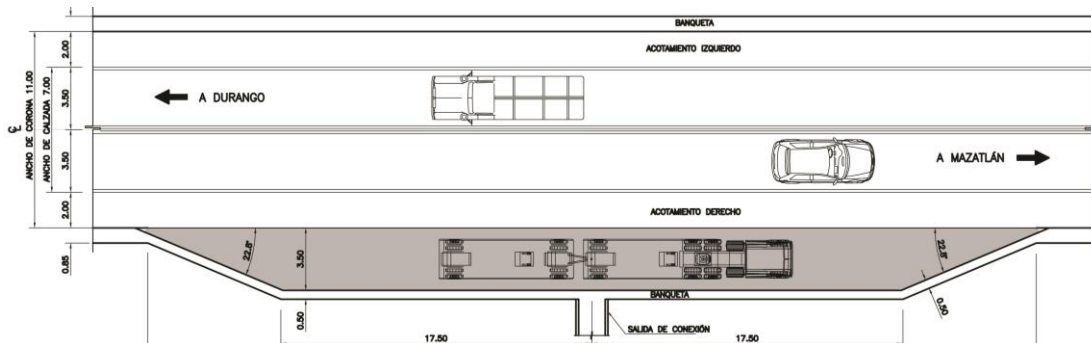 BANQUETA
ACOTAMIENTO IZQUIERDO
2.00
ANCHO DE CORONA 11.00
ANCHO DE CALZADA 7.00
3.50
A DURANGO
℄
3.50
A MAZATLÁN
2.00
ACOTAMIENTO DERECHO
0.85
22.5°
3.50
22.5°
BANQUETA
0.50
0.50
SALIDA DE CONEXIÓN
17.50
17.50